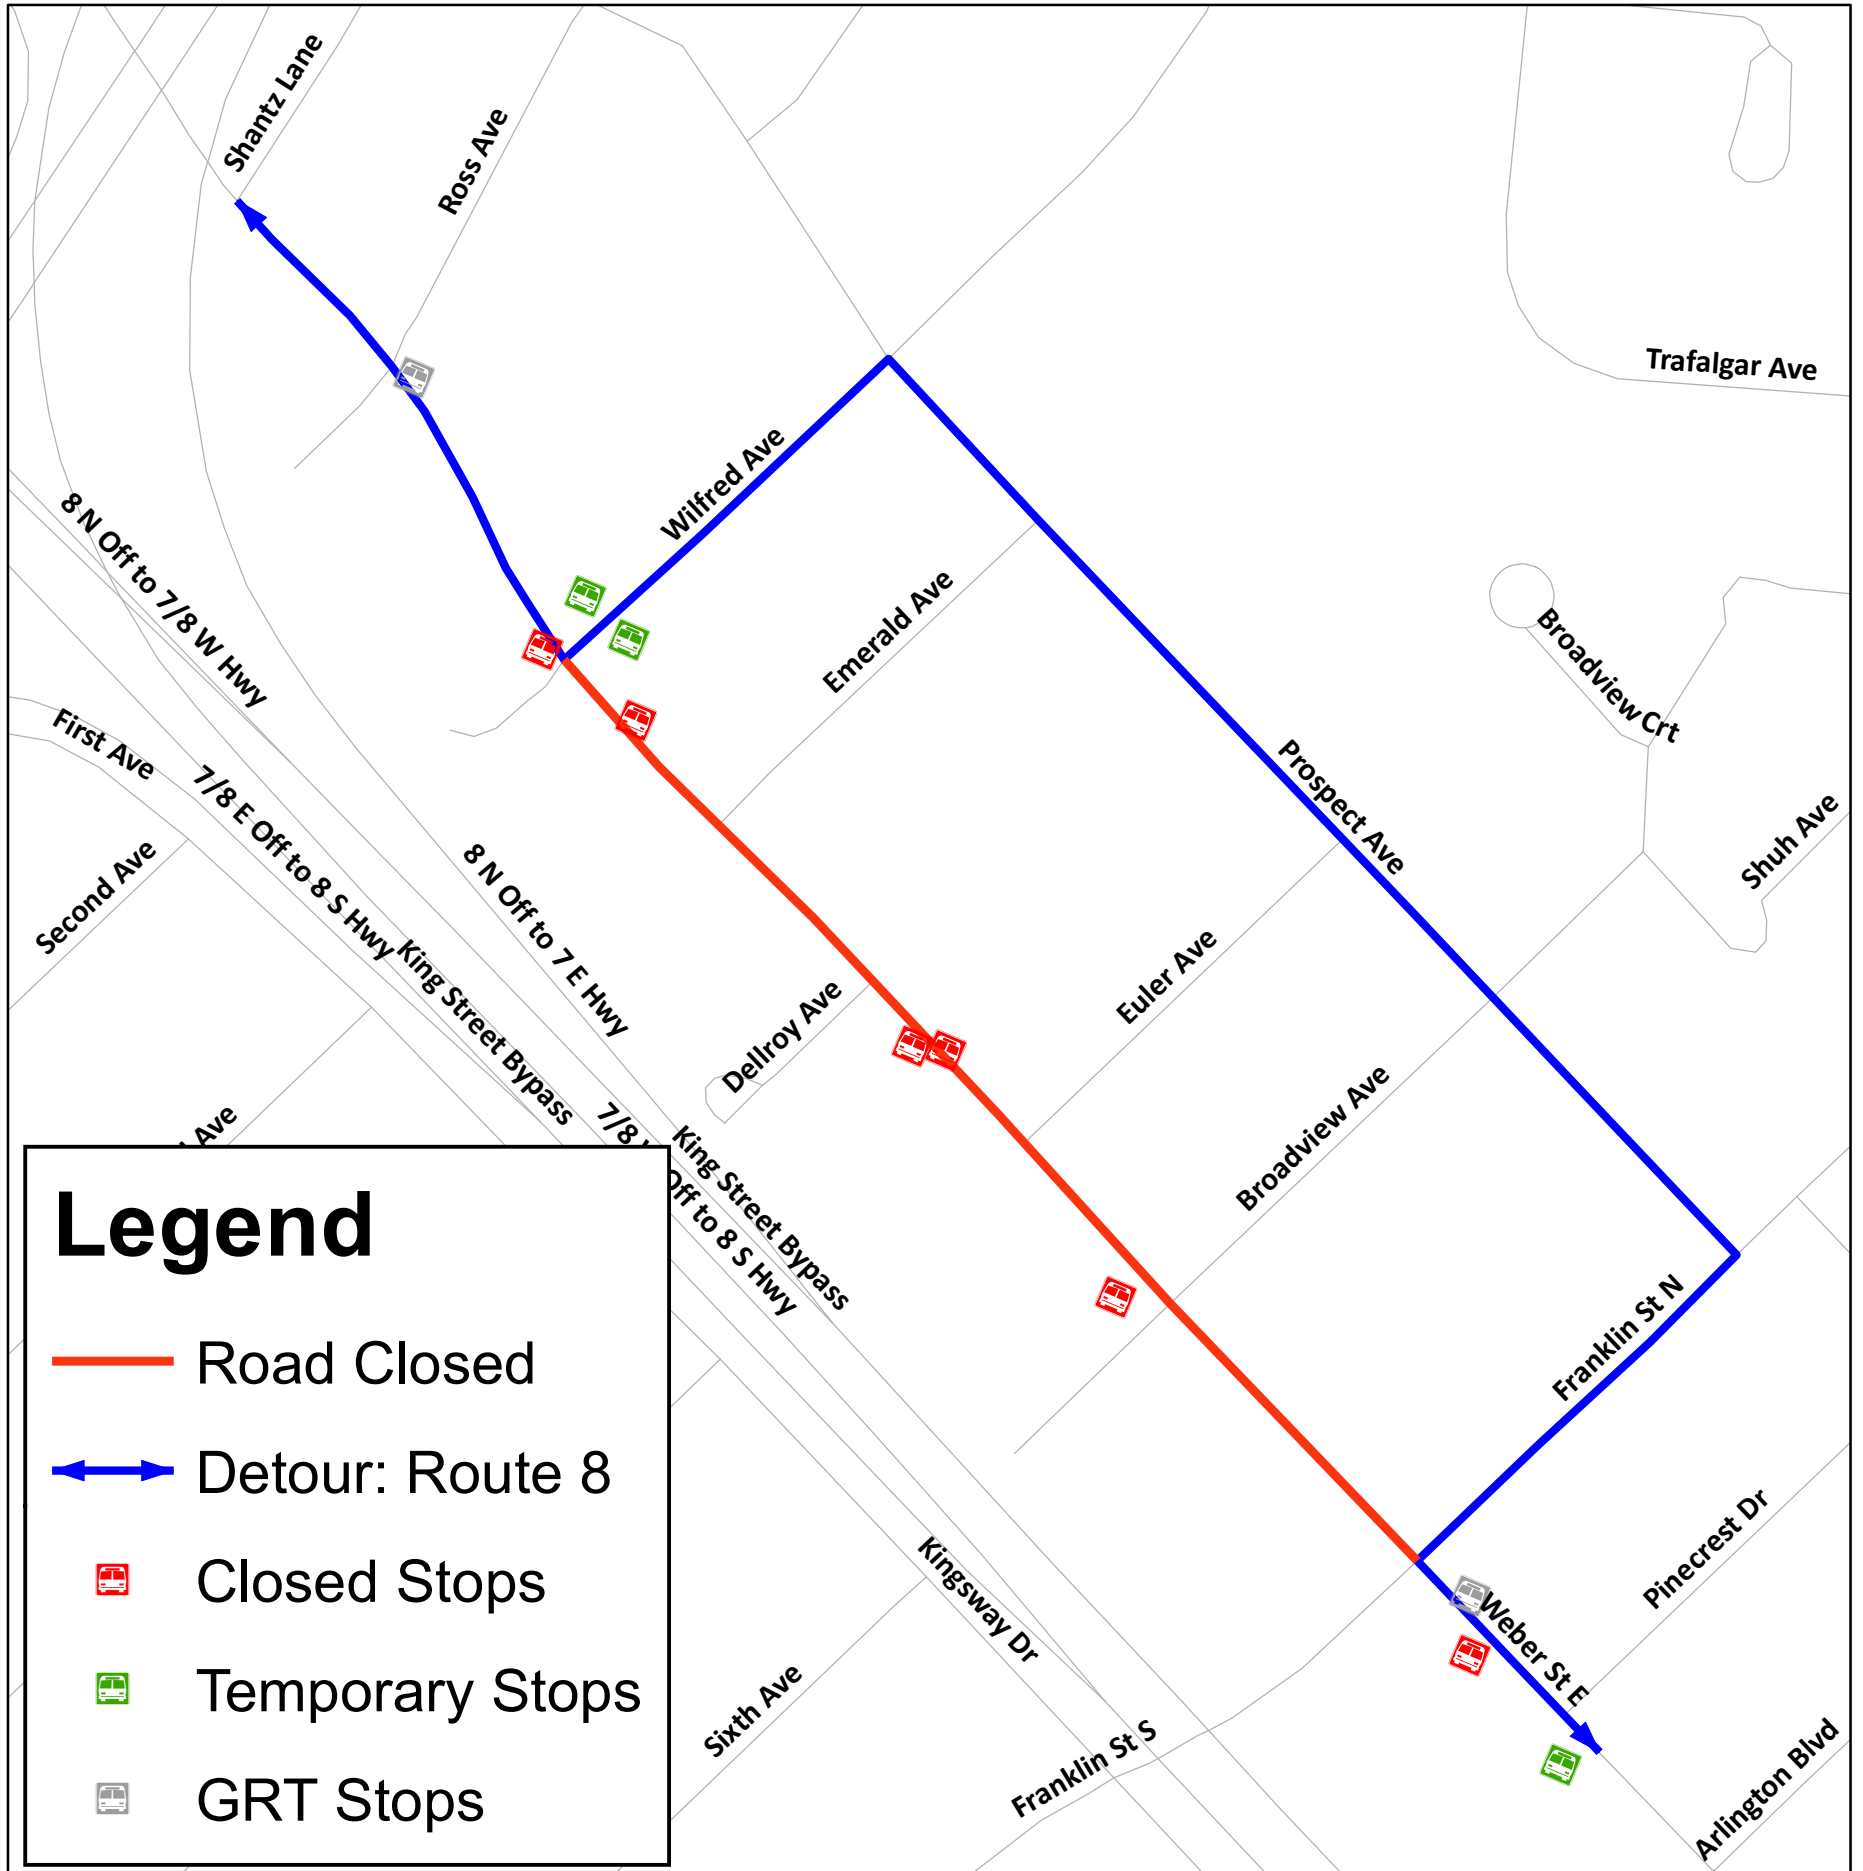 Shantz Lane
Ross Ave
Trafalgar Ave
Wilfred Ave
8 N Off to 7/8 W Hwy
Emerald Ave
Broadview Crt
First Ave
Prospect Ave
7/8 E Off to 8 S Hwy
Shuh Ave
Second Ave
8 N Off to 7 E Hwy
King Street Bypass
Euler Ave
Dellroy Ave
Broadview Ave
Ave
7/8
Off to 8 S Hwy
King Street Bypass
Legend
Road Closed
Detour: Route 8
Closed Stops
Temporary Stops
GRT Stops
Franklin St N
Pinecrest Dr
Kingsway Dr
Weber St E
Sixth Ave
Franklin St S
Arlington Blvd